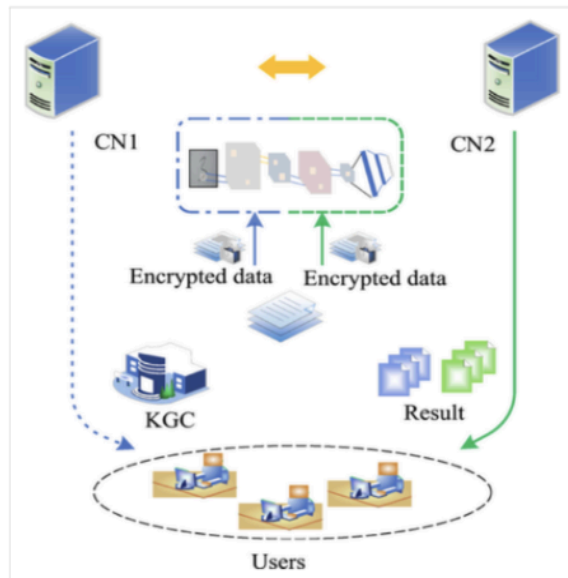 CN1
CN2
Encrypted data
Encrypted data
KGC
Result
Users